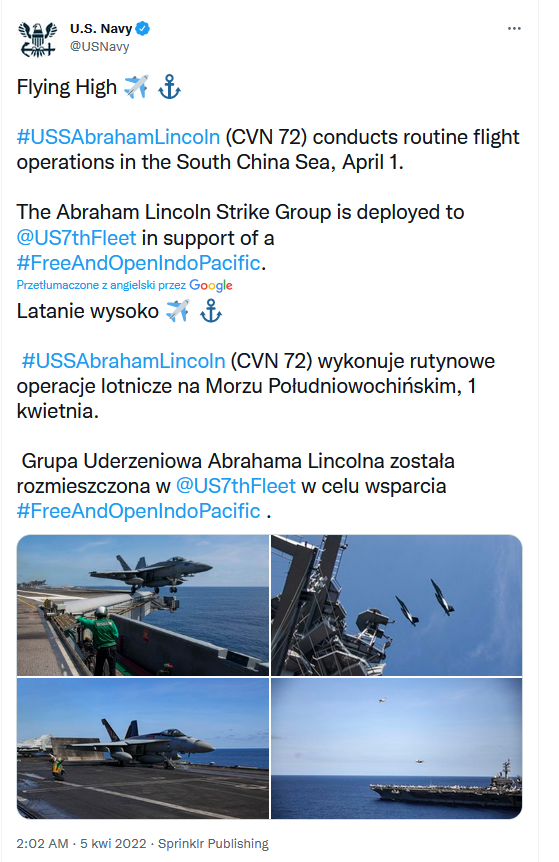 U.S. Navy
@USNavy
Flying High ✈️ ⚓
#USSAbrahamLincoln (CVN 72) conducts routine flight
operations in the South China Sea, April 1.
The Abraham Lincoln Strike Group is deployed to
@US7thFleet in support of a
#FreeAndOpenIndoPacific.
Przetłumaczone z angielski przez Google
Latanie wysoko ✈️ ⚓
#USSAbrahamLincoln (CVN 72) wykonuje rutynowe
operacje lotnicze na Morzu Południowochińskim, 1
kwietnia.
Grupa Uderzeniowa Abrahama Lincolna została
rozmieszczona w @US7thFleet w celu wsparcia
#FreeAndOpenIndoPacific .
2:02 AM · 5 kwi 2022 · Sprinklr Publishing